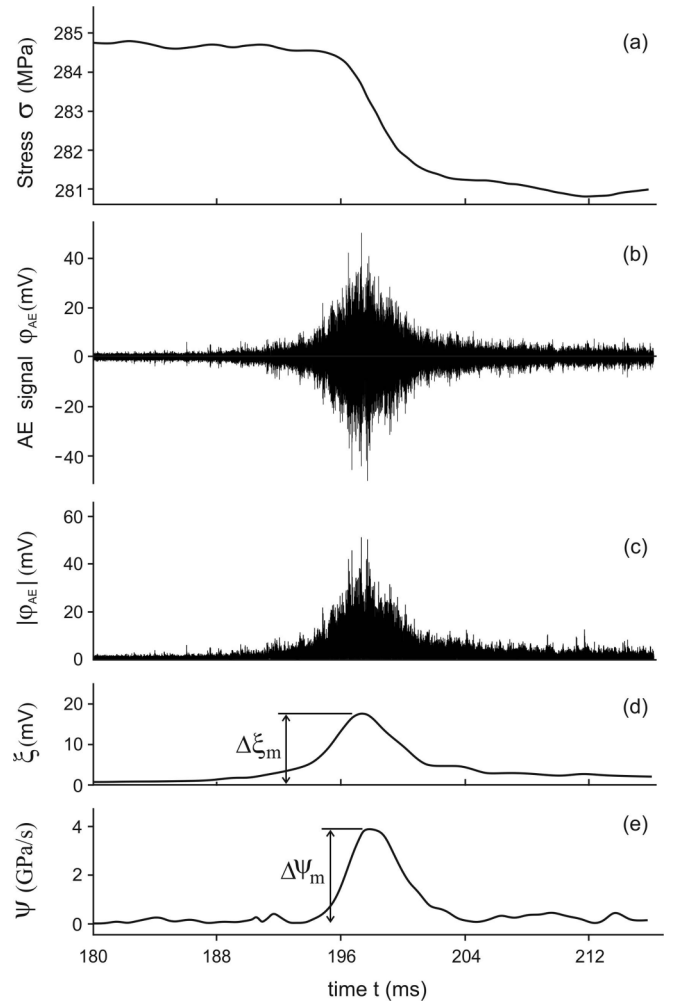 285
284
283
282
281
Stress σ (MPa)
(a)
40
20
0
-20
-40
AE signal φAE(mV)
(b)
60
40
20
0
|φAE| (mV)
(c)
20
10
0
ξ(mV)
Δξm
(d)
4
2
0
Ψ (GPa/s)
ΔΨm
(e)
180 188 196 204 212
time t (ms)